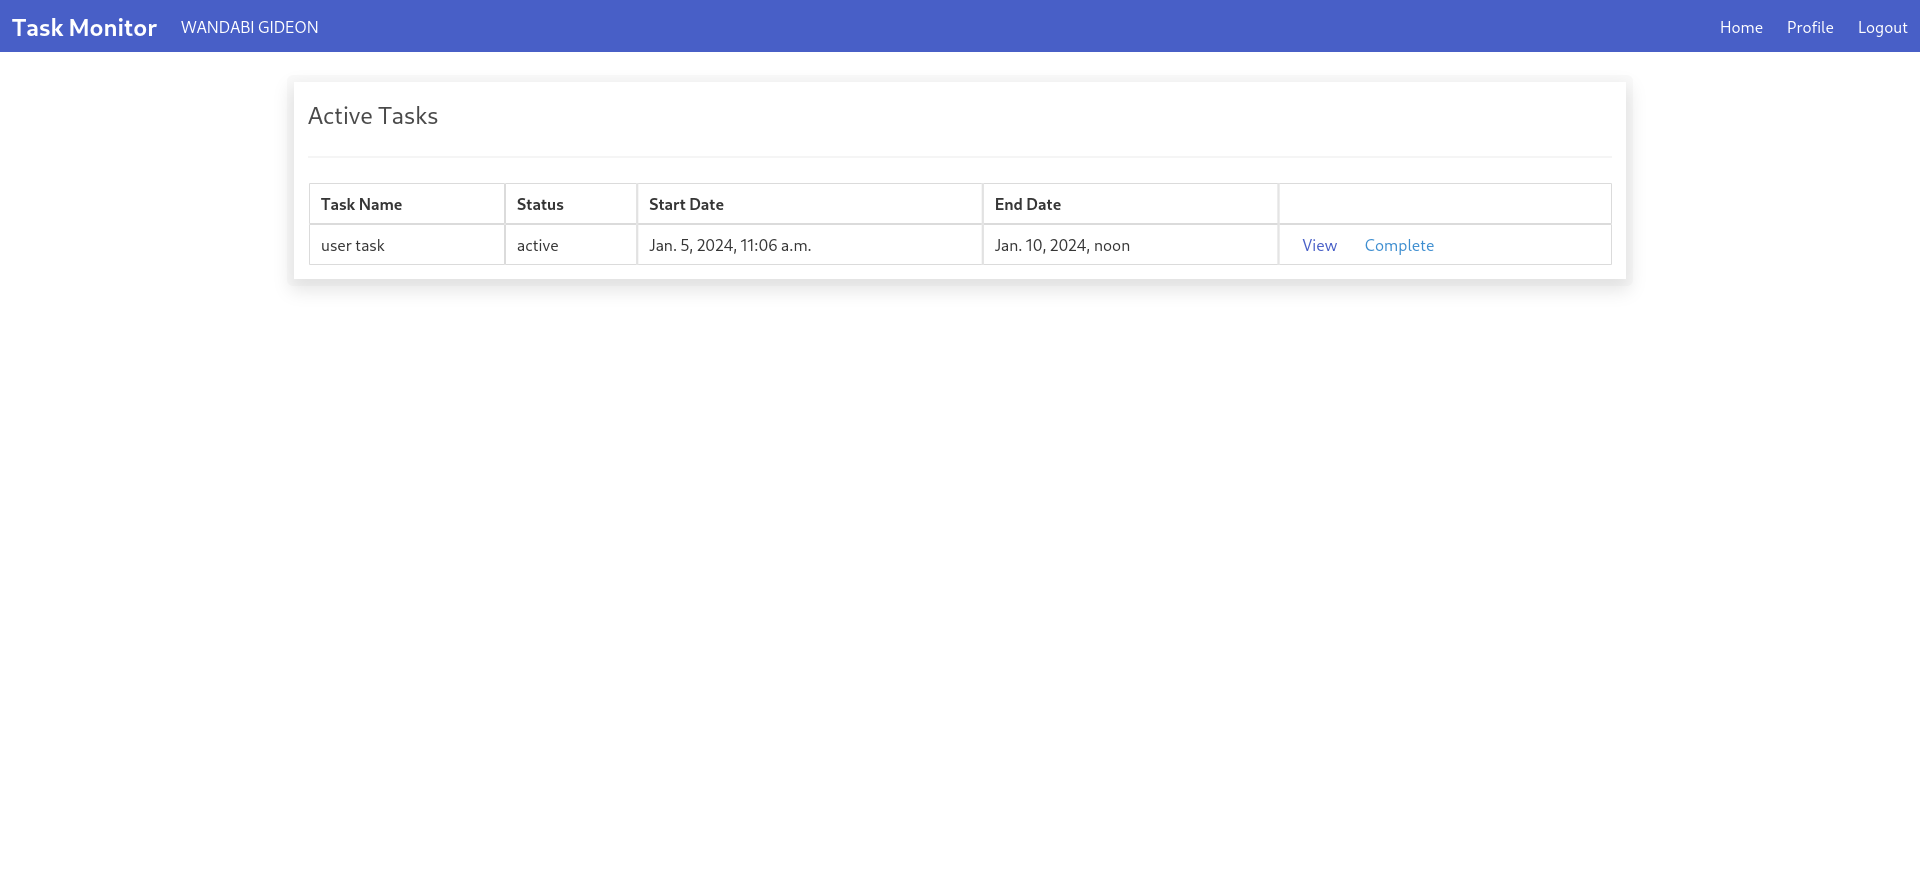 Task Monitor WANDABI GIDEON Home Profile Logout
Active Tasks
Task Name Status Start Date End Date
user task active Jan. 5, 2024, 11:06 a.m. Jan. 10, 2024, noon View Complete